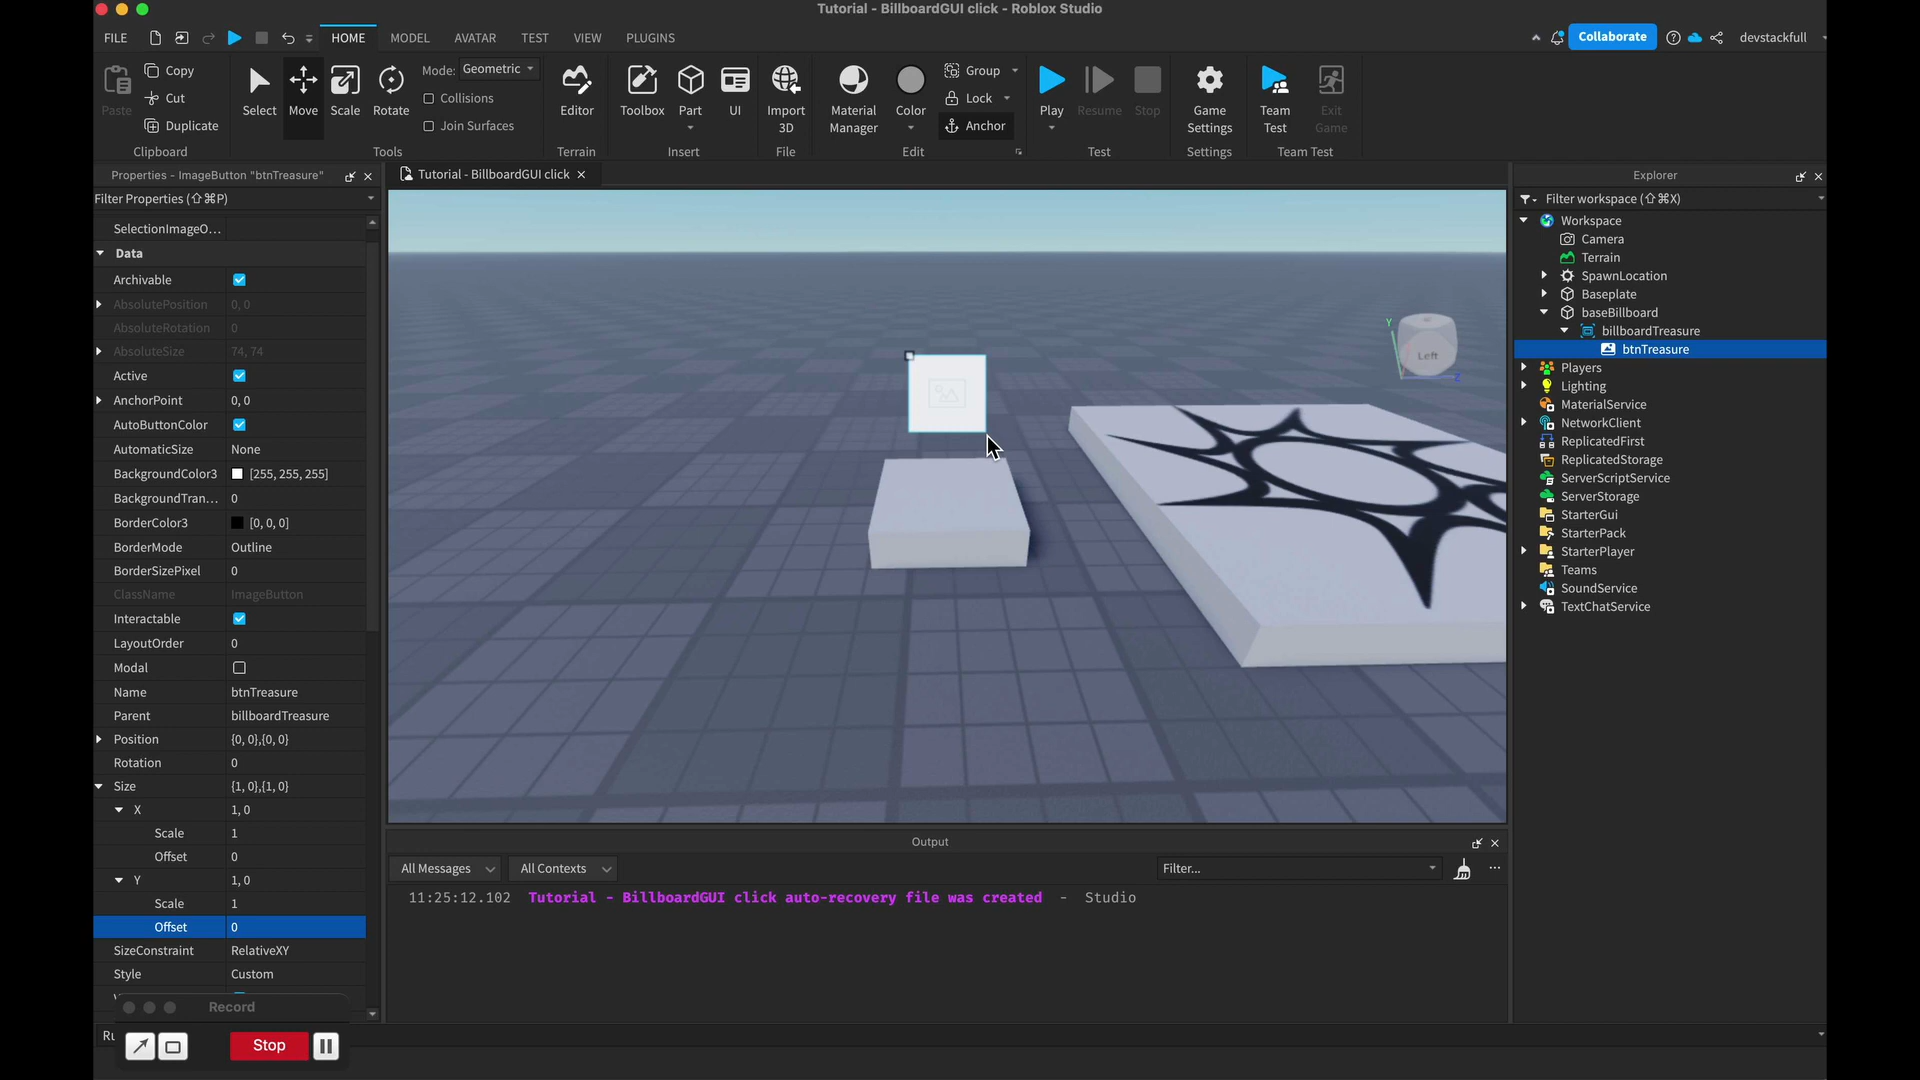 Tutorial - BillboardGUI click - Roblox Studio
FILE
HOME
MODEL
AVATAR
TEST
VIEW
PLUGINS
Collaborate
devstackfull
Paste
Copy
Cut
Duplicate
Clipboard
Select
Move
Scale
Rotate
Mode: Geometric
Collisions
Join Surfaces
Tools
Editor
Terrain
Toolbox
Part
UI
Insert
Import
3D
File
Material
Manager
Color
Group
Lock
Anchor
Edit
Play
Resume
Stop
Test
Game
Settings
Settings
Team
Test
Exit
Game
Team Test
Properties - ImageButton "btnTreasure"
Filter Properties (⇧⌘P)
SelectionImageO...
Data
Archivable
AbsolutePosition 0, 0
AbsoluteRotation 0
AbsoluteSize 74, 74
Active
AnchorPoint 0, 0
AutoButtonColor
AutomaticSize None
BackgroundColor3 [255, 255, 255]
BackgroundTran... 0
BorderColor3 [0, 0, 0]
BorderMode Outline
BorderSizePixel 0
ClassName ImageButton
Interactable
LayoutOrder 0
Modal
Name btnTreasure
Parent billboardTreasure
Position {0, 0},{0, 0}
Rotation 0
Size {1, 0},{1, 0}
X 1, 0
Scale 1
Offset 0
Y 1, 0
Scale 1
Offset 0
SizeConstraint RelativeXY
Style Custom
Record
Stop
Tutorial - BillboardGUI click
Left
Y
Z
Output
All Messages
All Contexts
Filter...
11:25:12.102 Tutorial - BillboardGUI click auto-recovery file was created - Studio
Explorer
Filter workspace (⇧⌘X)
Workspace
Camera
Terrain
SpawnLocation
Baseplate
baseBillboard
billboardTreasure
btnTreasure
Players
Lighting
MaterialService
NetworkClient
ReplicatedFirst
ReplicatedStorage
ServerScriptService
ServerStorage
StarterGui
StarterPack
StarterPlayer
Teams
SoundService
TextChatService